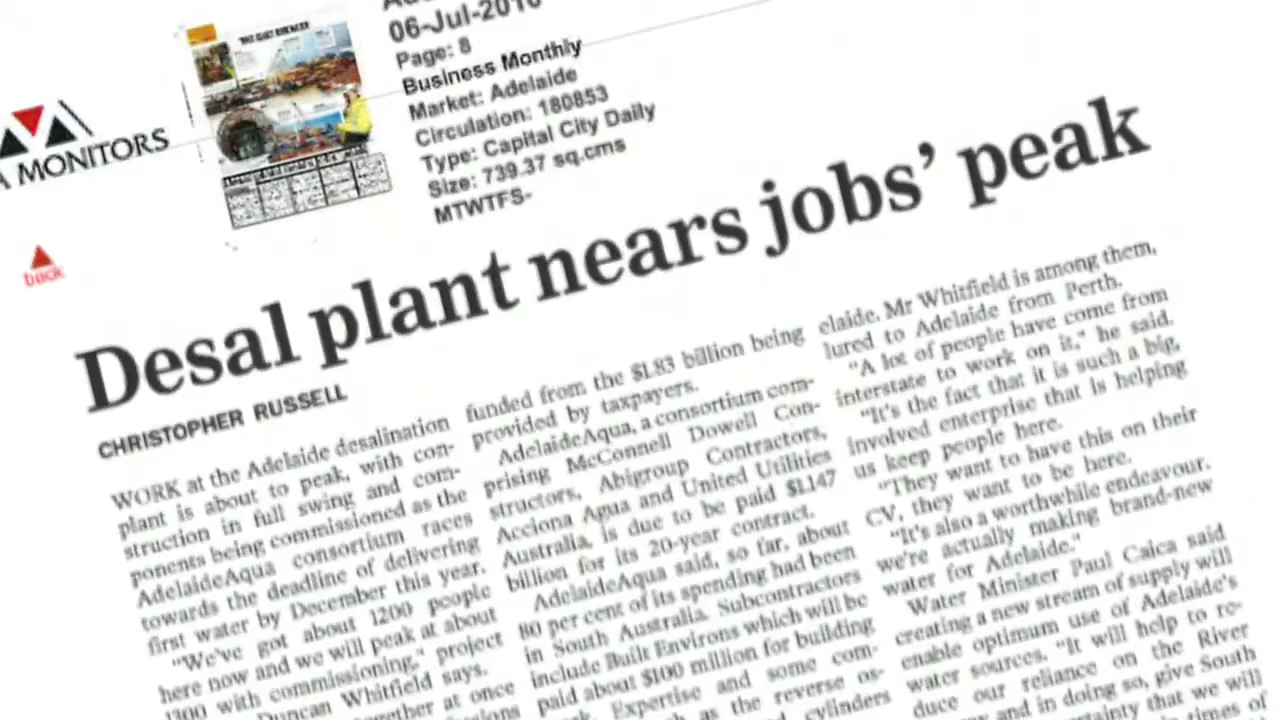 MONITORS
06-Jul-2010
Page: 8
Business Monthly
Market: Adelaide
Circulation: 180853
Type: Capital City Daily
Size: 739.37 sq.cms
MTWTFS-
back
Desal plant nears jobs' peak
CHRISTOPHER RUSSELL
WORK at the Adelaide desalination
plant is about to peak, with con-
struction in full swing and com-
ponents being commissioned as the
AdelaideAqua consortium races
towards the deadline of delivering
first water by December this year.
"We've got about 1200 people
here now and we will peak at about
1300 with commissioning," project
Duncan Whitfield says.
together at once
funded from the $1.83 billion being
provided by taxpayers.
AdelaideAqua, a consortium com-
prising McConnell Dowell Con-
structors, Abigroup Contractors,
Acciona Agua and United Utilities
Australia, is due to be paid $1.147
billion for its 20-year contract.
AdelaideAqua said, so far, about
80 per cent of its spending had been
in South Australia. Subcontractors
include Built Environs which will be
paid about $100 million for building
Expertise and some com-
as the reverse os-
cylinders
elaide. Mr Whitfield is among them,
lured to Adelaide from Perth.
"A lot of people have come from
interstate to work on it," he said.
"It's the fact that it is such a big,
involved enterprise that is helping
us keep people here.
"They want to have this on their
CV, they want to be here.
"It's also a worthwhile endeavour,
we're actually making brand-new
water for Adelaide."
Water Minister Paul Caica said
creating a new stream of supply will
enable optimum use of Adelaide's
water sources. "It will help to re-
duce our reliance on the River
and in doing so, give South
that we will
times of